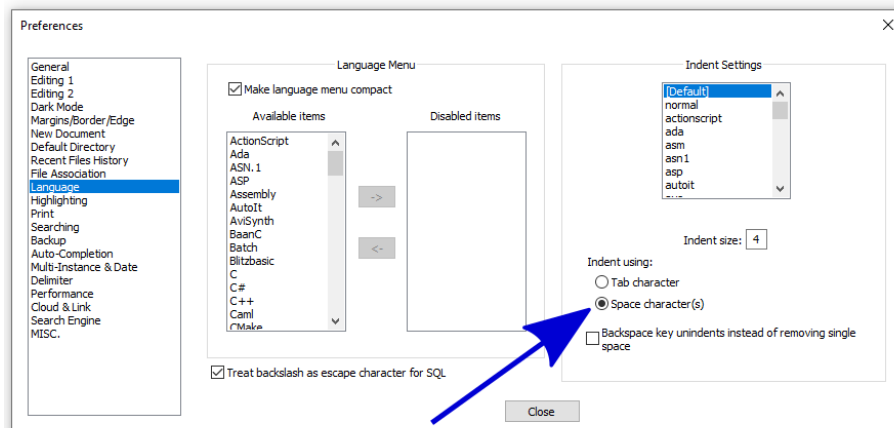 Preferences
General
Editing 1
Editing 2
Dark Mode
Margins/Border/Edge
New Document
Default Directory
Recent Files History
File Association
Language
Highlighting
Print
Searching
Backup
Auto-Completion
Multi-Instance & Date
Delimiter
Performance
Cloud & Link
Search Engine
MISC.
Language Menu
Make language menu compact
Available items
Disabled items
ActionScript
Ada
ASN.1
ASP
Assembly
AutoIt
AviSynth
BaanC
Batch
Blitzbasic
C
C#
C++
Caml
CMake
->
<-
Treat backslash as escape character for SQL
Indent Settings
[Default]
normal
actionscript
ada
asm
asn1
asp
autoit
Indent size: 4
Indent using:
Tab character
Space character(s)
Backspace key unindents instead of removing single
space
Close